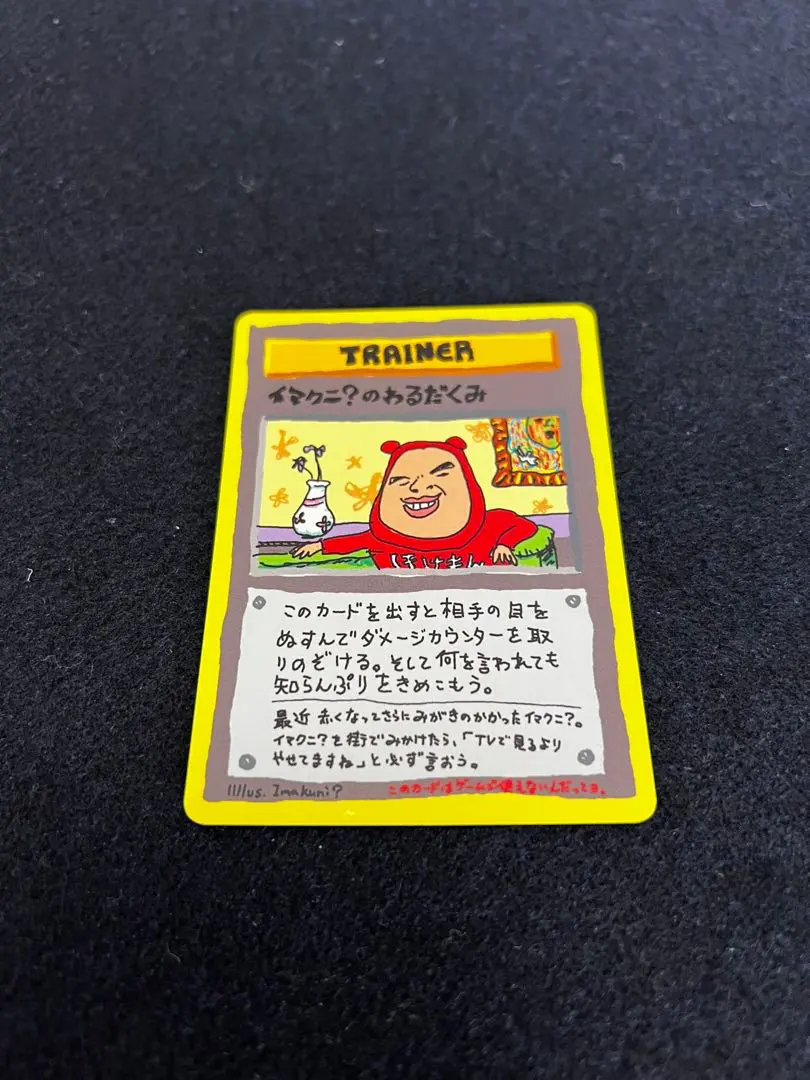 TRAINER
イマクニ?のわるだくみ
ぽけもん
このカードを出すと相手の目を
ぬすんでダメージカウンターを取
りのぞける。そして何を言われても
知らんぷりをきめこもう。
最近 赤くなってさらにみがきのかかったイマクニ?。
イマクニ?を街でみかけたら、「TVで見るより
やせてますね」と必ず言おう。
Illus. Imakuni?
このカードはゲームで使えないんだってヨ。